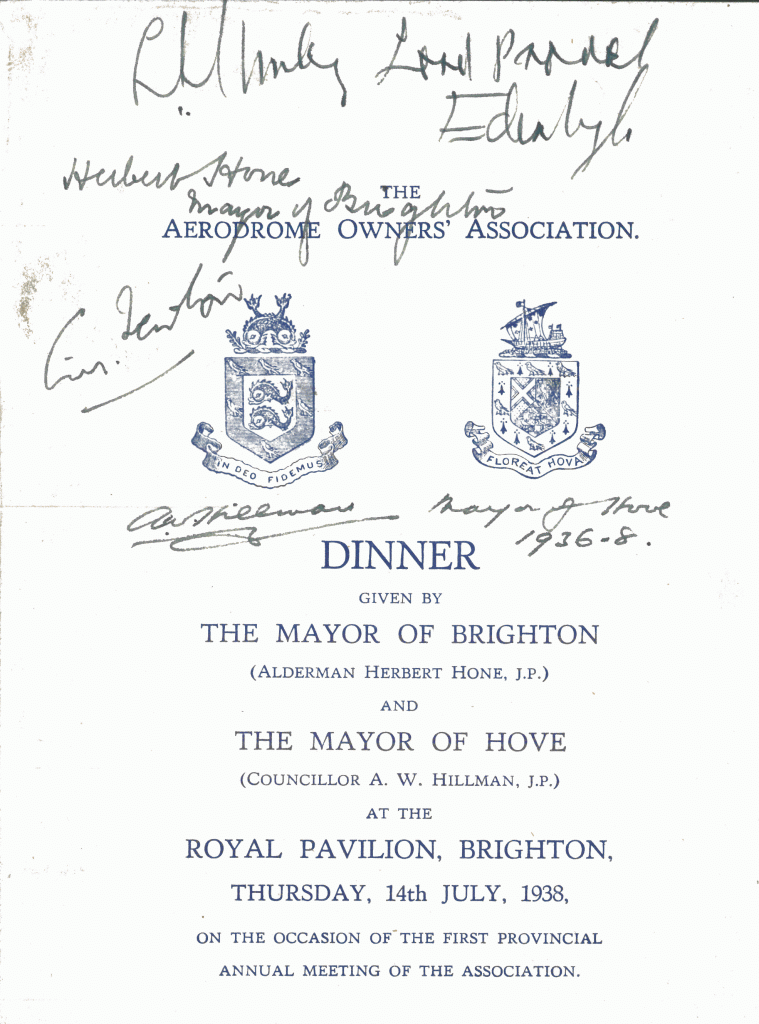 Lord Provost
Edinburgh
Herbert Hone
Mayor of Brighton
THE
AERODROME OWNERS' ASSOCIATION.
IN DEO FIDEMUS
FLOREAT HOVA
A W Hillman Mayor of Hove
1936-8.
DINNER
GIVEN BY
THE MAYOR OF BRIGHTON
(ALDERMAN HERBERT HONE, J.P.)
AND
THE MAYOR OF HOVE
(COUNCILLOR A. W. HILLMAN, J.P.)
AT THE
ROYAL PAVILION, BRIGHTON,
THURSDAY, 14th JULY, 1938,
ON THE OCCASION OF THE FIRST PROVINCIAL
ANNUAL MEETING OF THE ASSOCIATION.